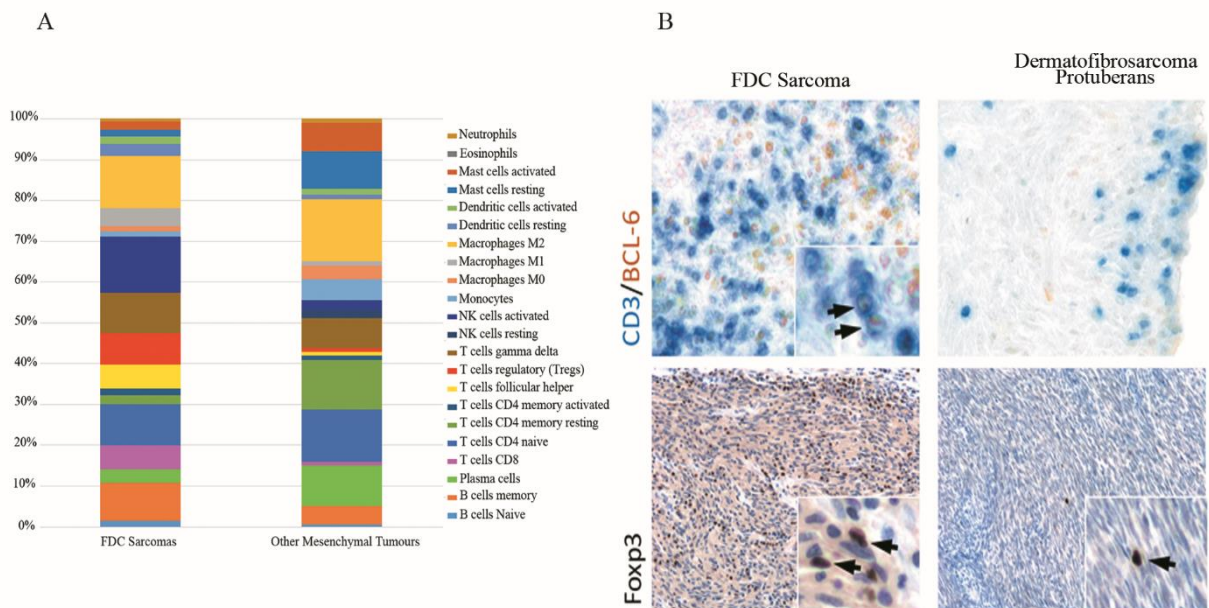 A
100%
90%
80%
70%
60%
50%
40%
30%
20%
10%
0%
FDC Sarcomas
Other Mesenchymal Tumours
Neutrophils
Eosinophils
Mast cells activated
Mast cells resting
Dendritic cells activated
Dendritic cells resting
Macrophages M2
Macrophages M1
Macrophages M0
Monocytes
NK cells activated
NK cells resting
T cells gamma delta
T cells regulatory (Tregs)
T cells follicular helper
T cells CD4 memory activated
T cells CD4 memory resting
T cells CD4 naive
T cells CD8
Plasma cells
B cells memory
B cells Naive
B
FDC Sarcoma
Dermatofibrosarcoma
Protuberans
CD3/BCL-6
Foxp3